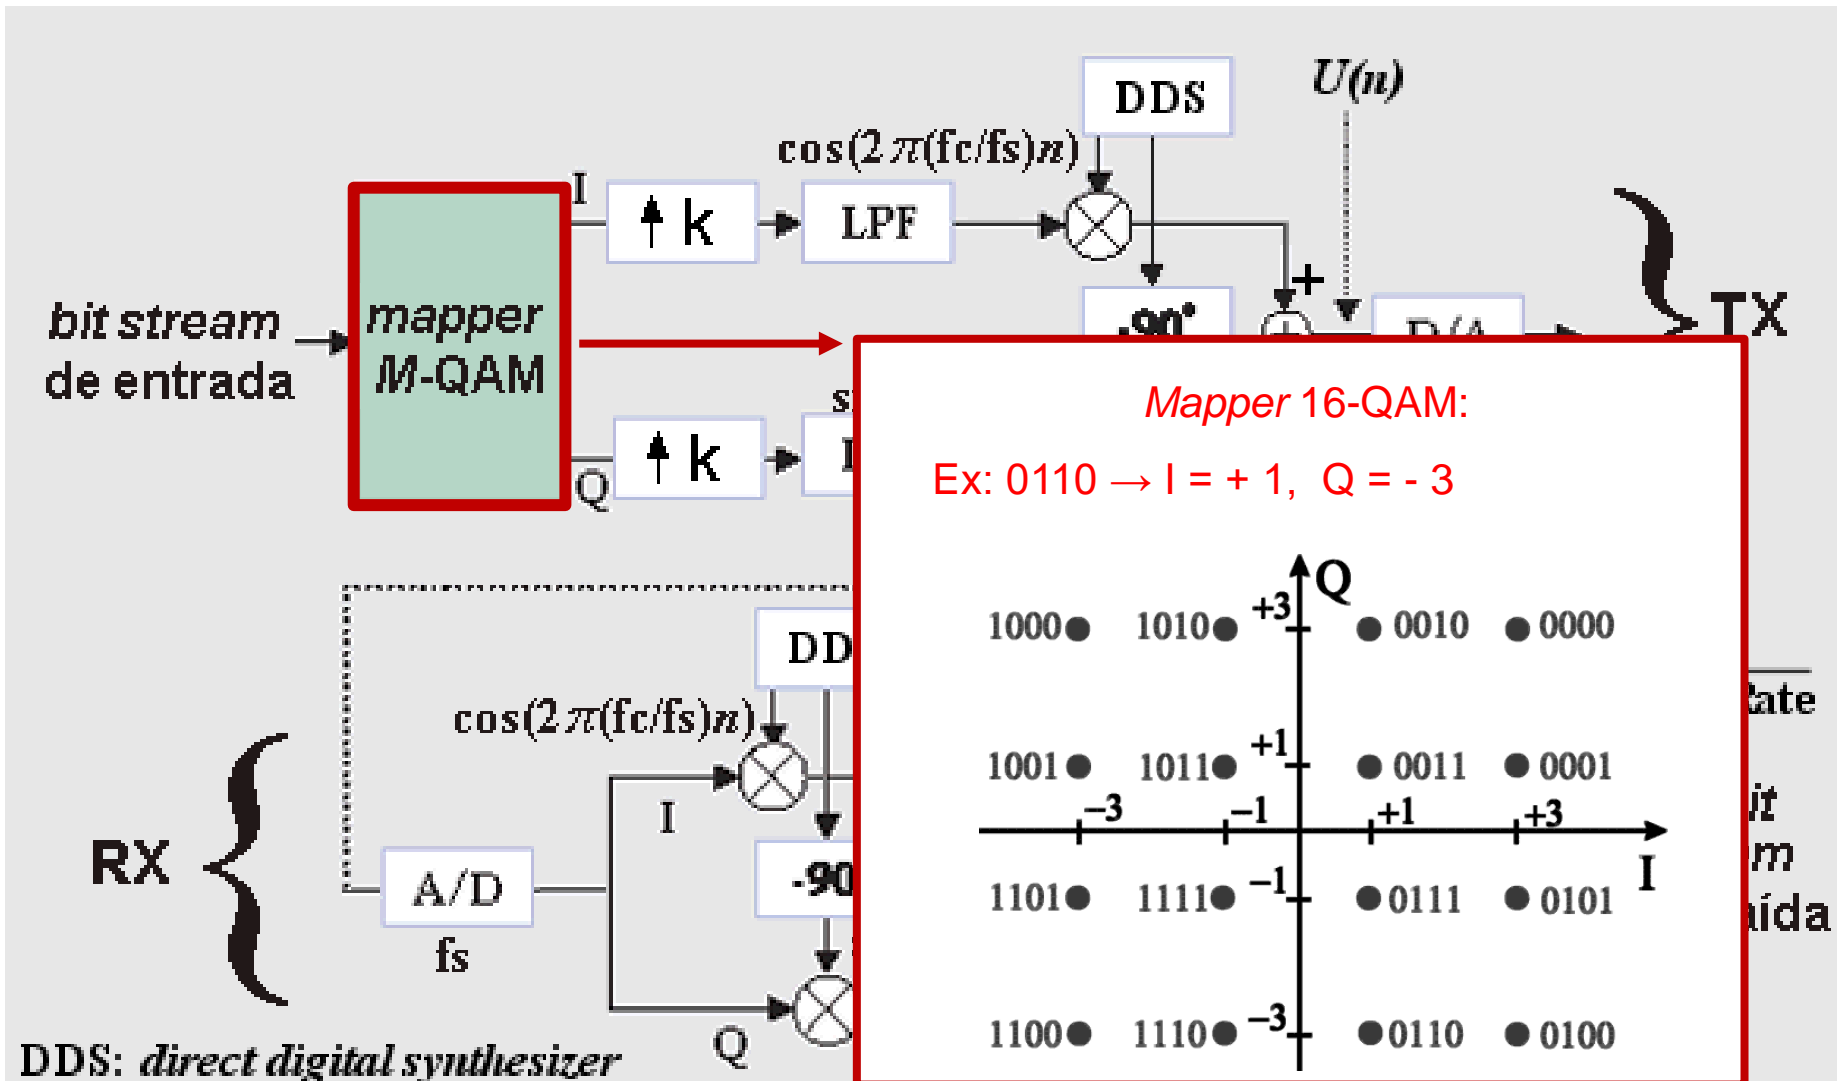 DDS
U(n)
cos(2π(fc/fs)n)
I
↑ k
LPF
+
bit stream
de entrada
mapper
M-QAM
-90°
D/A
TX
↑ k
Q
Mapper 16-QAM:
Ex: 0110 → I = + 1,  Q = - 3
Q
1000
1010
+3
0010
0000
1001
1011
+1
0011
0001
−3
−1
+1
+3
I
1101
1111
−1
0111
0101
1100
1110
−3
0110
0100
cos(2π(fc/fs)n)
I
RX
A/D
fs
-90
Q
DDS: direct digital synthesizer